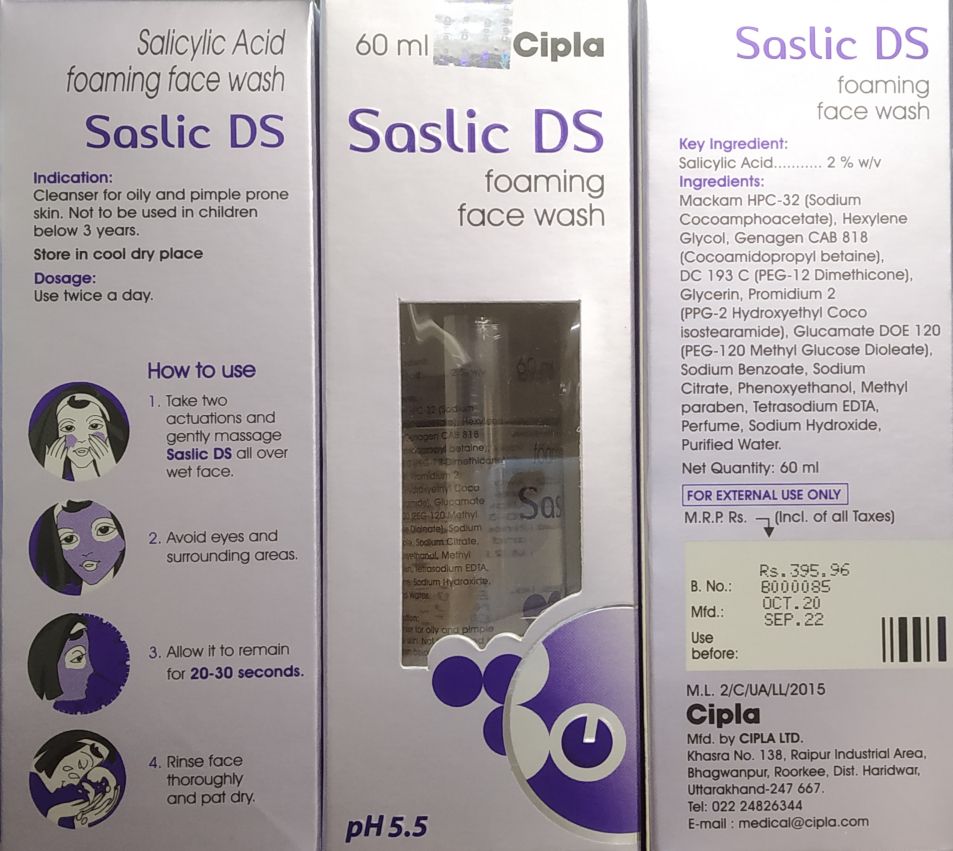 Salicylic Acid
foaming face wash
Saslic DS
Indication:
Cleanser for oily and pimple prone
skin. Not to be used in children
below 3 years.
Store in cool dry place
Dosage:
Use twice a day.
How to use
1. Take two
actuations and
gently massage
Saslic DS all over
wet face.
2. Avoid eyes and
surrounding areas.
3. Allow it to remain
for 20-30 seconds.
4. Rinse face
thoroughly
and pat dry.
60 ml
Cipla
Saslic DS
foaming
face wash
pH 5.5
Saslic DS
foaming
face wash
Key Ingredient:
Salicylic Acid........... 2 % w/v
Ingredients:
Mackam HPC-32 (Sodium
Cocoamphoacetate), Hexylene
Glycol, Genagen CAB 818
(Cocoamidopropyl betaine),
DC 193 C (PEG-12 Dimethicone),
Glycerin, Promidium 2
(PPG-2 Hydroxyethyl Coco
isostearamide), Glucamate DOE 120
(PEG-120 Methyl Glucose Dioleate),
Sodium Benzoate, Sodium
Citrate, Phenoxyethanol, Methyl
paraben, Tetrasodium EDTA,
Perfume, Sodium Hydroxide,
Purified Water.
Net Quantity: 60 ml
FOR EXTERNAL USE ONLY
M.R.P. Rs. (Incl. of all Taxes)
Rs.395.96
B. No.: B000085
Mfd.: OCT.20
SEP.22
Use
before:
M.L. 2/C/UA/LL/2015
Cipla
Mfd. by CIPLA LTD.
Khasra No. 138, Raipur Industrial Area,
Bhagwanpur, Roorkee, Dist. Haridwar,
Uttarakhand-247 667.
Tel: 022 24826344
E-mail : medical@cipla.com